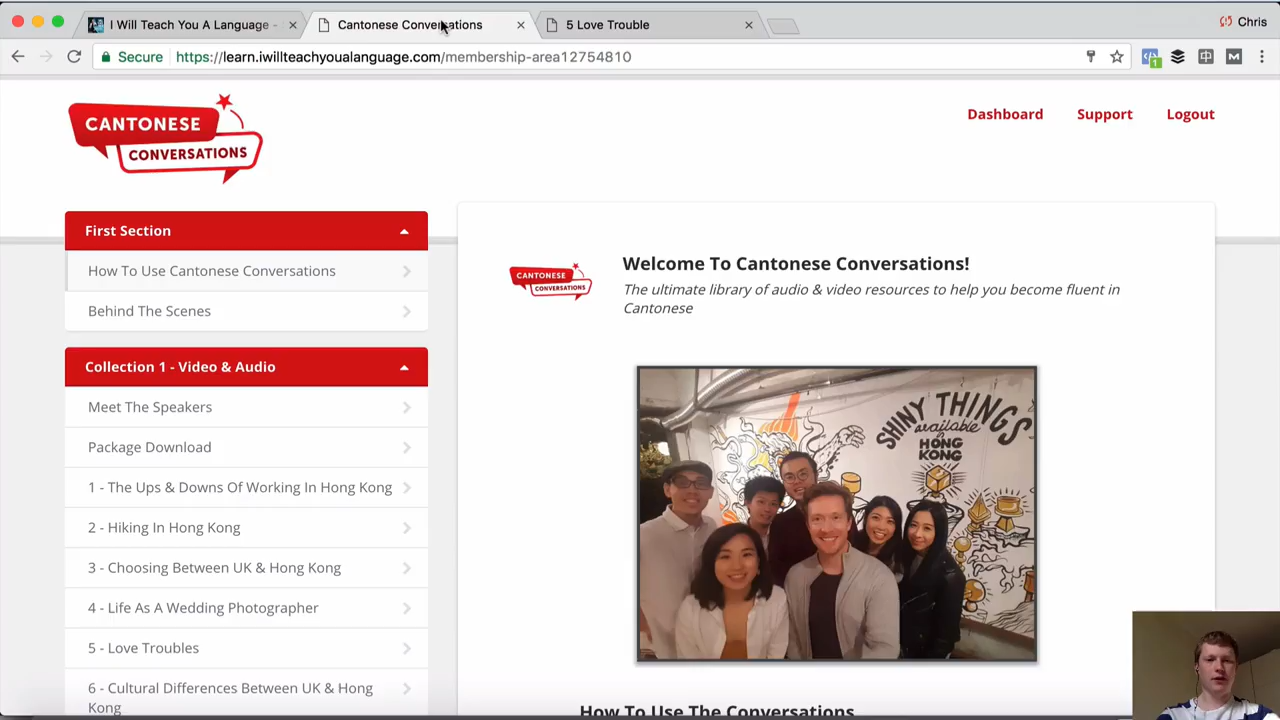 I Will Teach You A Language -
Cantonese Conversations
5 Love Trouble
Chris
Secure
https://learn.iwillteachyoualanguage.com/membership-area12754810
1
CANTONESE
CONVERSATIONS
Dashboard
Support
Logout
First Section
How To Use Cantonese Conversations
Behind The Scenes
Collection 1 - Video & Audio
Meet The Speakers
Package Download
1 - The Ups & Downs Of Working In Hong Kong
2 - Hiking In Hong Kong
3 - Choosing Between UK & Hong Kong
4 - Life As A Wedding Photographer
5 - Love Troubles
6 - Cultural Differences Between UK & Hong
Kong
CANTONESE
CONVERSATIONS
Welcome To Cantonese Conversations!
The ultimate library of audio & video resources to help you become fluent in
Cantonese
SHINY THINGS
available
IN
HONG
KONG
How To Use The Conversations